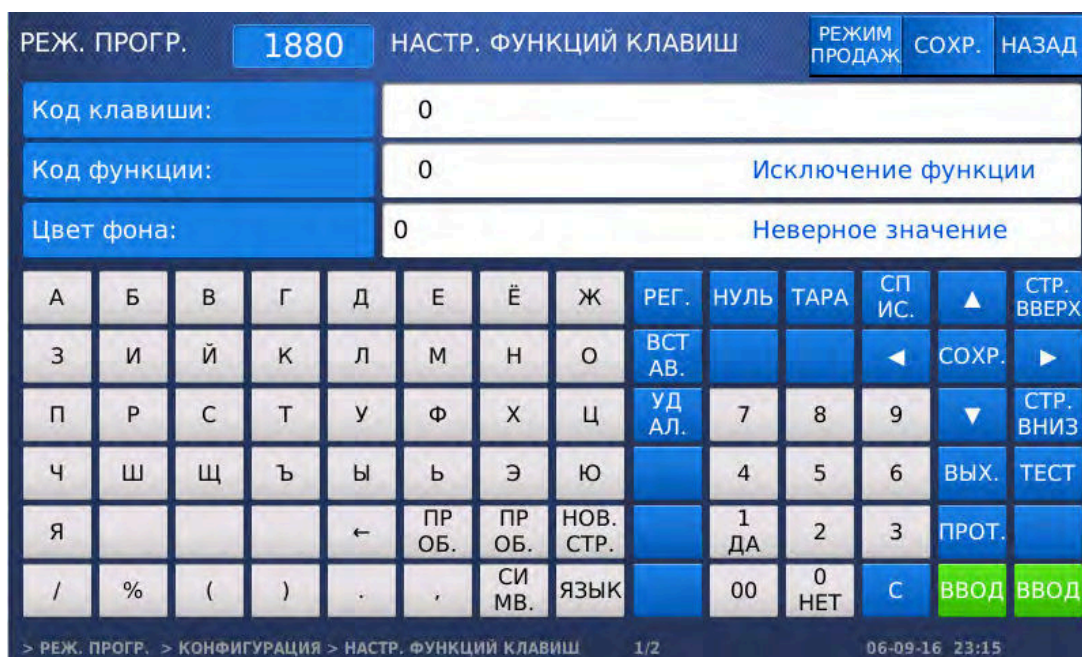 РЕЖ. ПРОГР. 1880 НАСТР. ФУНКЦИЙ КЛАВИШ РЕЖИМ ПРОДАЖ СОХР. НАЗАД
Код клавиши: 0
Код функции: 0 Исключение функции
Цвет фона: 0 Неверное значение
А Б В Г Д Е Ё Ж РЕГ. НУЛЬ ТАРА СП ИС. ▲ СТР. ВВЕРХ
З И Й К Л М Н О ВСТ АВ. ◀ СОХР. ▶
П Р С Т У Ф Х Ц УД АЛ. 7 8 9 ▼ СТР. ВНИЗ
Ч Ш Щ Ъ Ы Ь Э Ю 4 5 6 ВЫХ. ТЕСТ
Я ← ПР ОБ. ПР ОБ. НОВ. СТР. 1 ДА 2 3 ПРОТ.
/ % ( ) . , СИ МВ. ЯЗЫК 00 0 НЕТ С ВВОД ВВОД
> РЕЖ. ПРОГР. > КОНФИГУРАЦИЯ > НАСТР. ФУНКЦИЙ КЛАВИШ 1/2 06-09-16 23:15